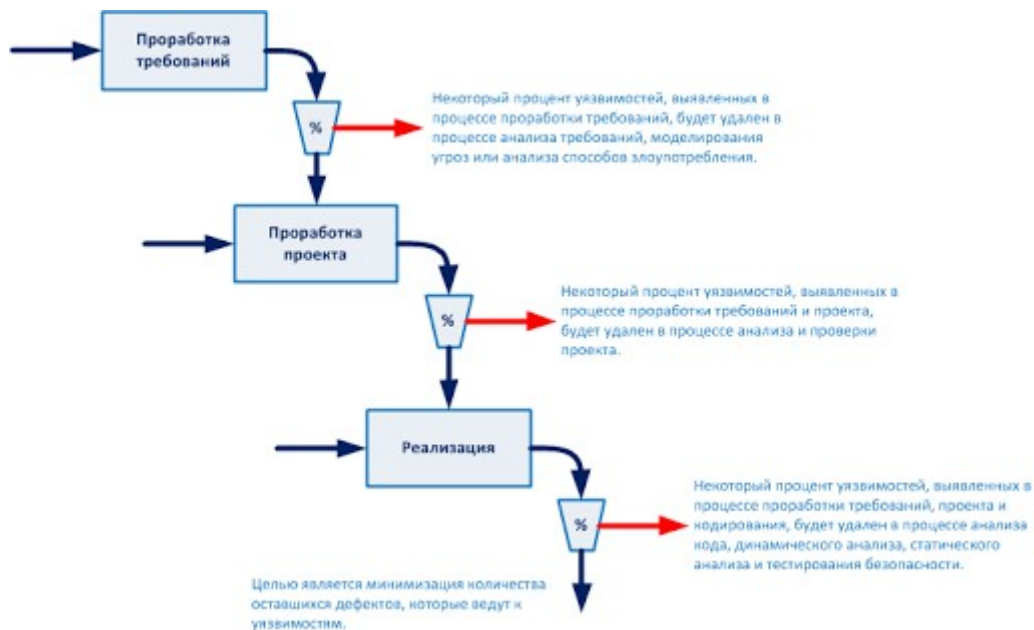 Проработка
требований
%
Некоторый процент уязвимостей, выявленных в
процессе проработки требований, будет удален в
процессе анализа требований, моделирования
угроз или анализа способов злоупотребления.
Проработка
проекта
%
Некоторый процент уязвимостей, выявленных в
процессе проработки требований и проекта,
будет удален в процессе анализа и проверки
проекта.
Реализация
%
Некоторый процент уязвимостей, выявленных в
процессе проработки требований, проекта и
кодирования, будет удален в процессе анализа
кода, динамического анализа, статического
анализа и тестирования безопасности.
Целью является минимизация количества
оставшихся дефектов, которые ведут к
уязвимостям.